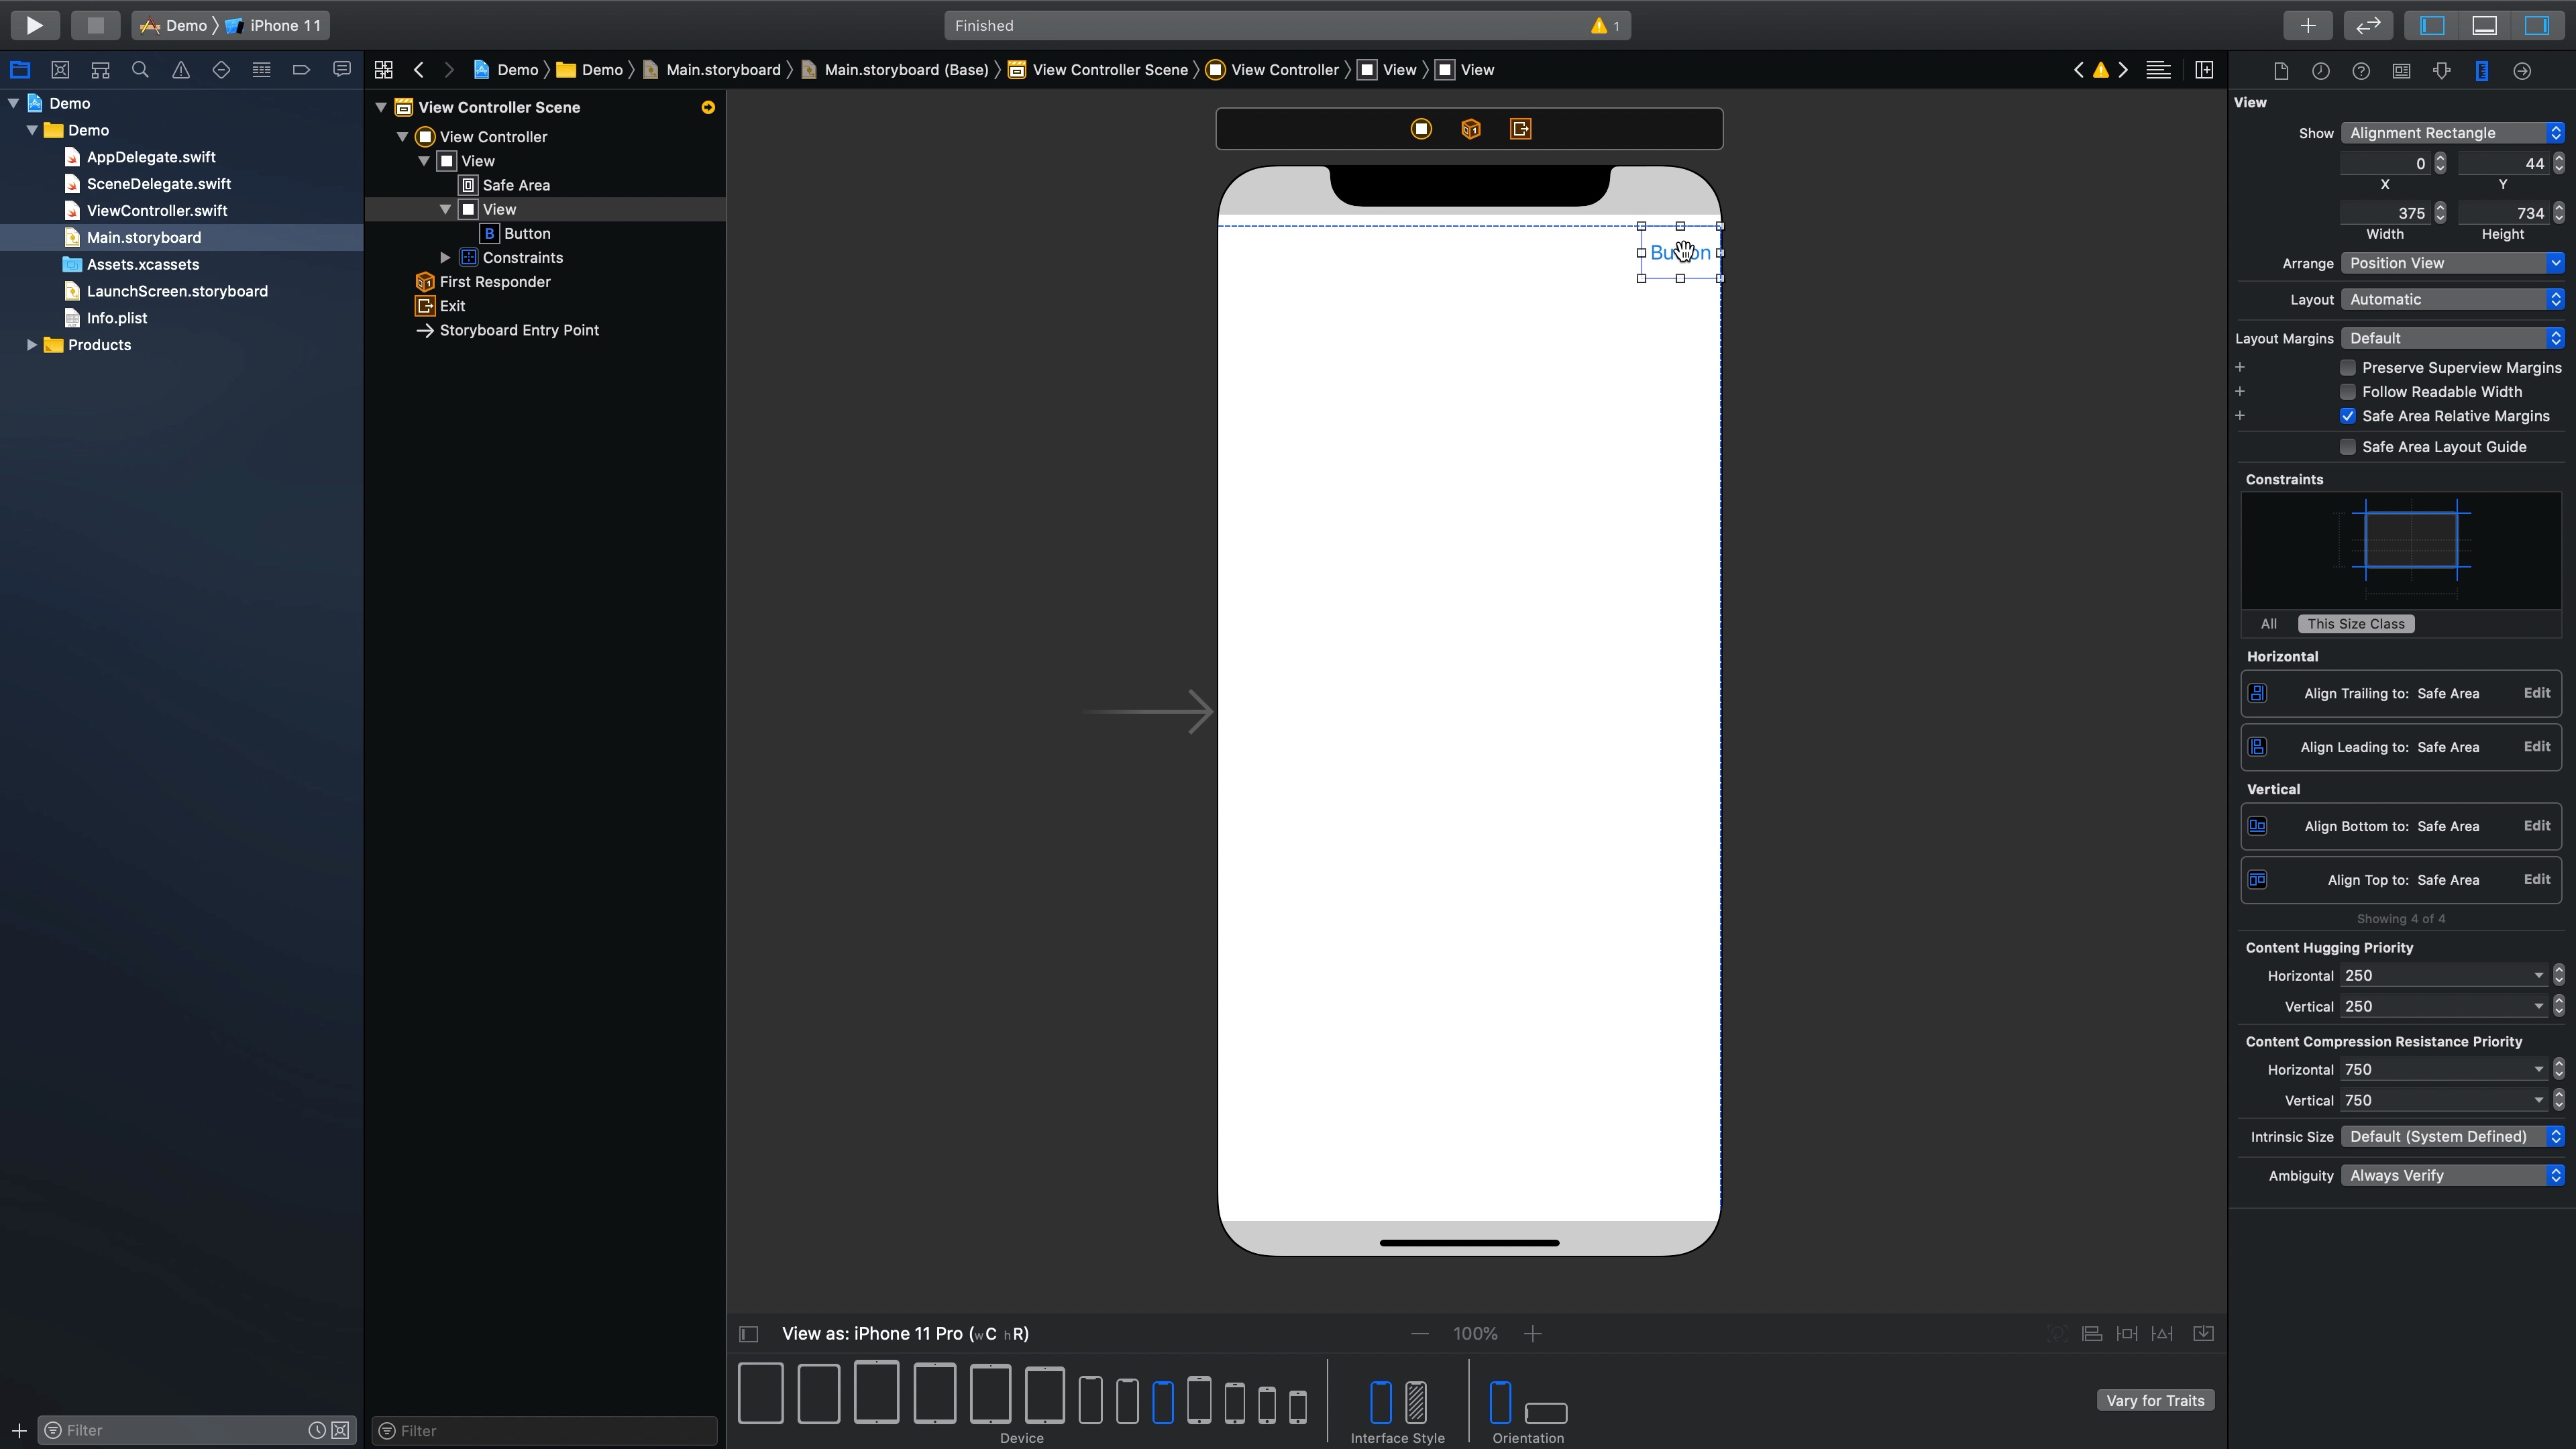 Demo 〉 iPhone 11
Finished
1
Demo 〉 Demo 〉 Main.storyboard 〉 Main.storyboard (Base) 〉 View Controller Scene 〉 View Controller 〉 View 〉 View
Demo
Demo
AppDelegate.swift
SceneDelegate.swift
ViewController.swift
Main.storyboard
Assets.xcassets
LaunchScreen.storyboard
Info.plist
Products
Filter
View Controller Scene
View Controller
View
Safe Area
View
B Button
Constraints
First Responder
Exit
Storyboard Entry Point
Filter
View as: iPhone 11 Pro (wC hR)
100%
Device
Interface Style
Orientation
Vary for Traits
View
Show Alignment Rectangle
0 44
X Y
375 734
Width Height
Arrange Position View
Layout Automatic
Layout Margins Default
Preserve Superview Margins
Follow Readable Width
Safe Area Relative Margins
Safe Area Layout Guide
Constraints
All This Size Class
Horizontal
Align Trailing to: Safe Area Edit
Align Leading to: Safe Area Edit
Vertical
Align Bottom to: Safe Area Edit
Align Top to: Safe Area Edit
Showing 4 of 4
Content Hugging Priority
Horizontal 250
Vertical 250
Content Compression Resistance Priority
Horizontal 750
Vertical 750
Intrinsic Size Default (System Defined)
Ambiguity Always Verify